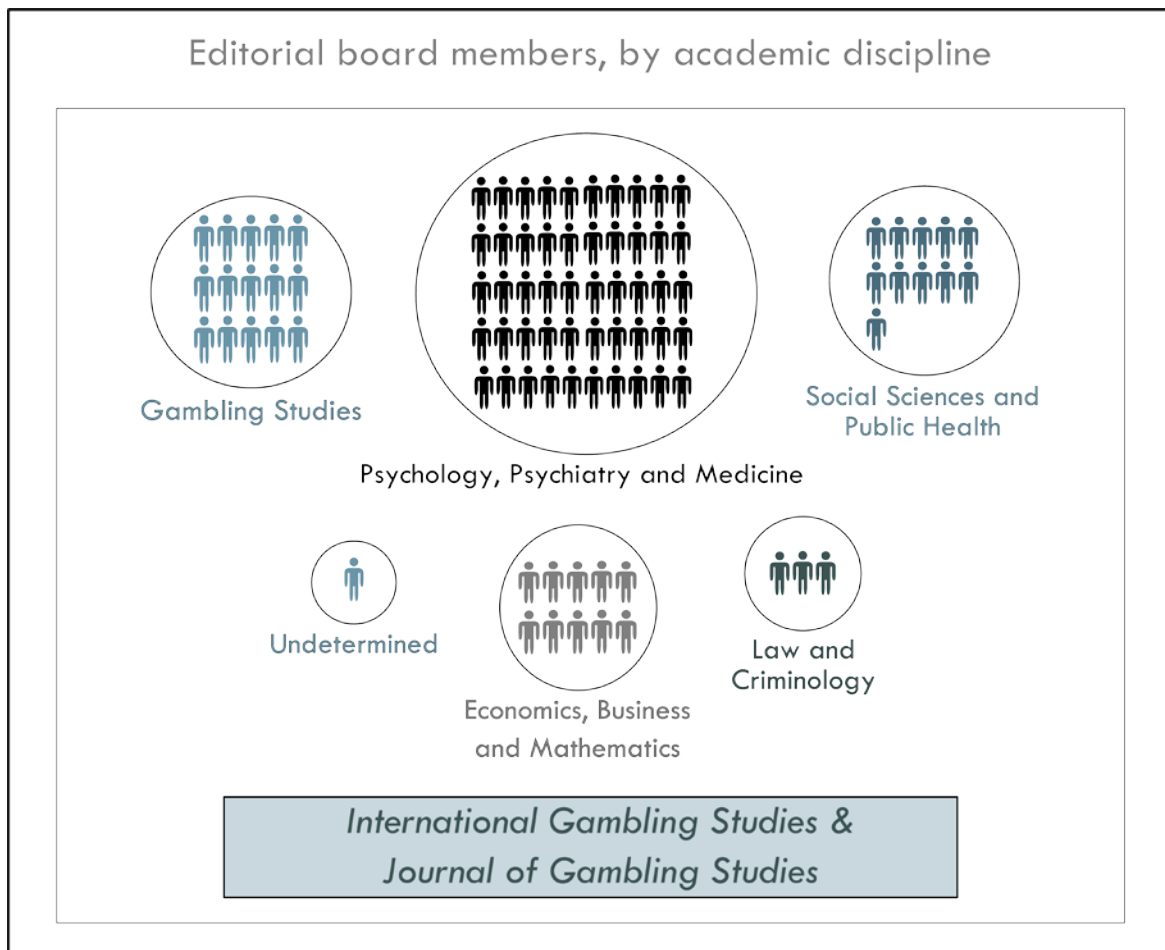 Editorial board members, by academic discipline
Gambling Studies
Social Sciences and
Public Health
Psychology, Psychiatry and Medicine
Undetermined
Law and
Criminology
Economics, Business
and Mathematics
International Gambling Studies &
Journal of Gambling Studies